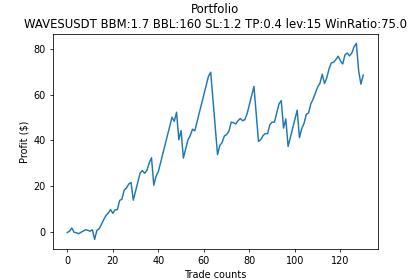 Portfolio
WAVESUSDT BBM:1.7 BBL:160 SL:1.2 TP:0.4 lev:15 WinRatio:75.0
80
60
40
20
0
Profit ($)
0 20 40 60 80 100 120
Trade counts